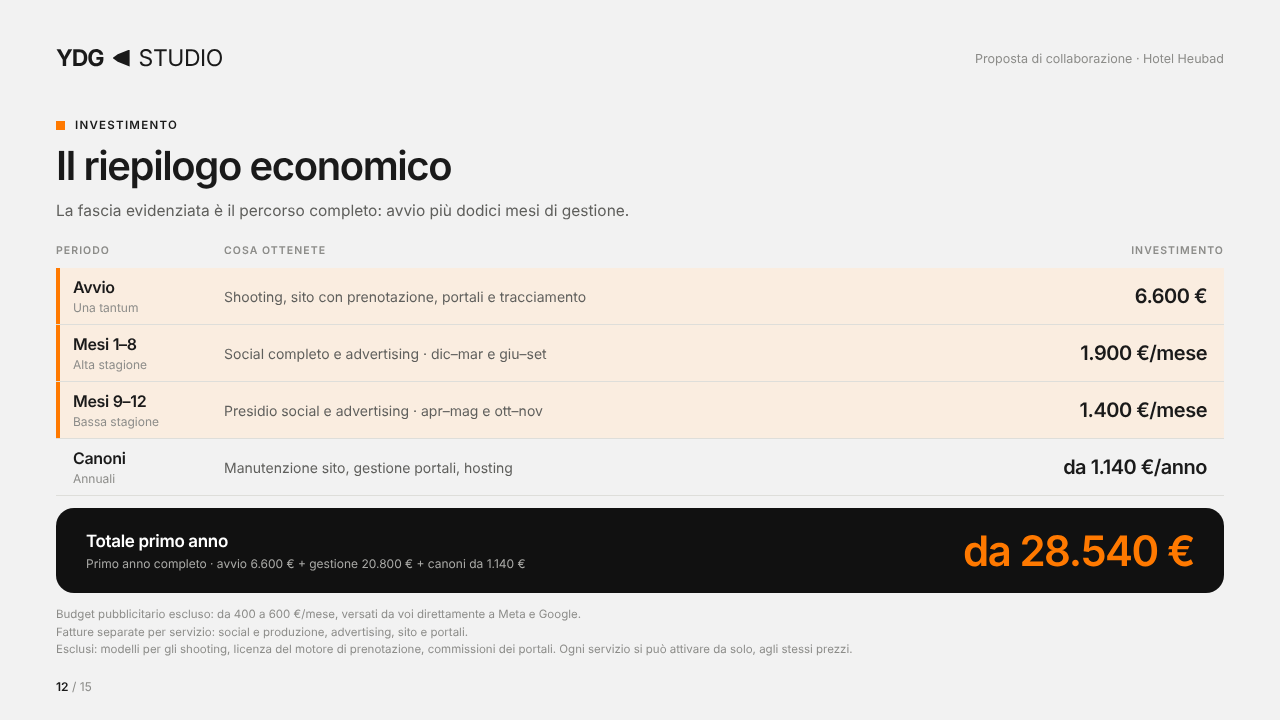 YDG STUDIO
Proposta di collaborazione · Hotel Heubad
INVESTIMENTO
Il riepilogo economico
La fascia evidenziata è il percorso completo: avvio più dodici mesi di gestione.
PERIODO COSA OTTENETE INVESTIMENTO
Avvio
Una tantum
Shooting, sito con prenotazione, portali e tracciamento
6.600 €
Mesi 1–8
Alta stagione
Social completo e advertising · dic–mar e giu–set
1.900 €/mese
Mesi 9–12
Bassa stagione
Presidio social e advertising · apr–mag e ott–nov
1.400 €/mese
Canoni
Annuali
Manutenzione sito, gestione portali, hosting
da 1.140 €/anno
Totale primo anno
Primo anno completo · avvio 6.600 € + gestione 20.800 € + canoni da 1.140 €
da 28.540 €
Budget pubblicitario escluso: da 400 a 600 €/mese, versati da voi direttamente a Meta e Google.
Fatture separate per servizio: social e produzione, advertising, sito e portali.
Esclusi: modelli per gli shooting, licenza del motore di prenotazione, commissioni dei portali. Ogni servizio si può attivare da solo, agli stessi prezzi.
12 / 15